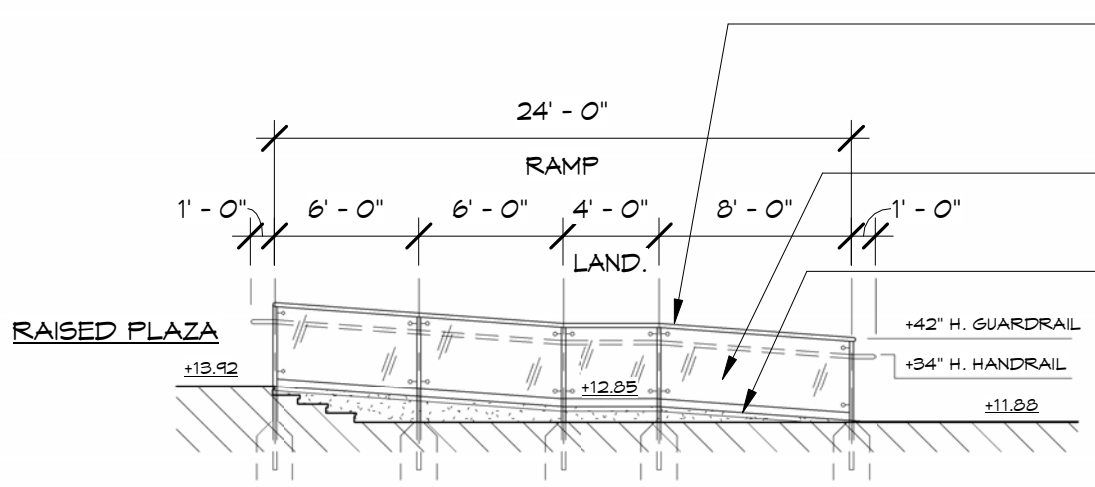 24' - 0"
RAMP
1' - 0" 6' - 0" 6' - 0" 4' - 0" 8' - 0" 1' - 0"
LAND.
RAISED PLAZA
+42" H. GUARDRAIL
+13.92
+34" H. HANDRAIL
+12.85
+11.88